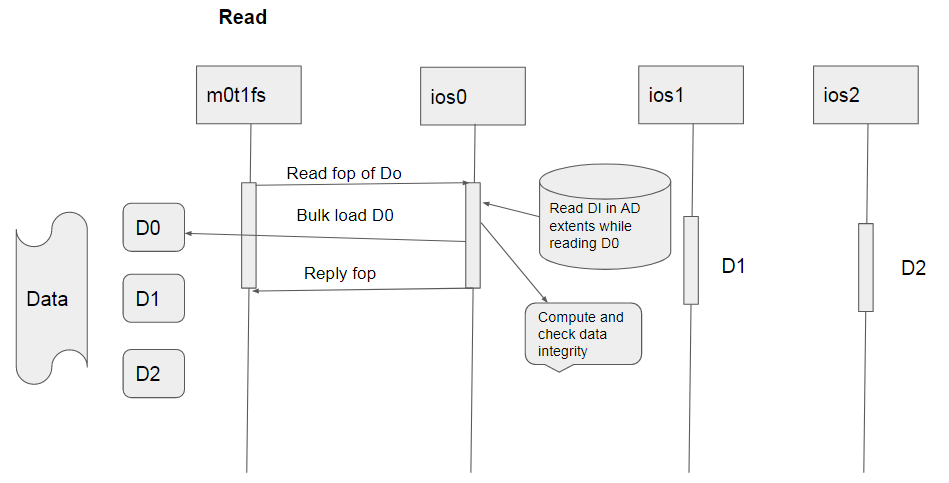 Read
m0t1fs
ios0
ios1
ios2
Read fop of Do
Bulk load D0
Reply fop
Read DI in AD
extents while
reading D0
Compute and
check data
integrity
Data
D0
D1
D2
D1
D2